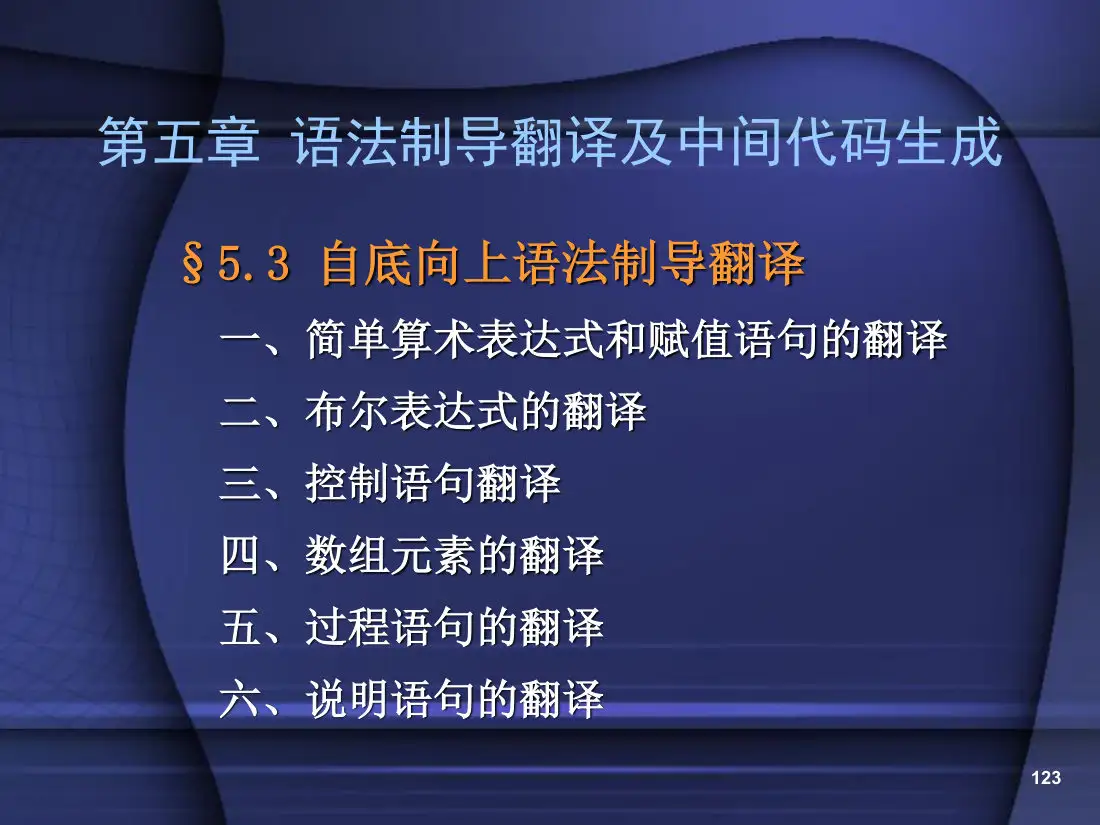 第五章 语法制导翻译及中间代码生成
§5.3 自底向上语法制导翻译
一、简单算术表达式和赋值语句的翻译
二、布尔表达式的翻译
三、控制语句翻译
四、数组元素的翻译
五、过程语句的翻译
六、说明语句的翻译
123